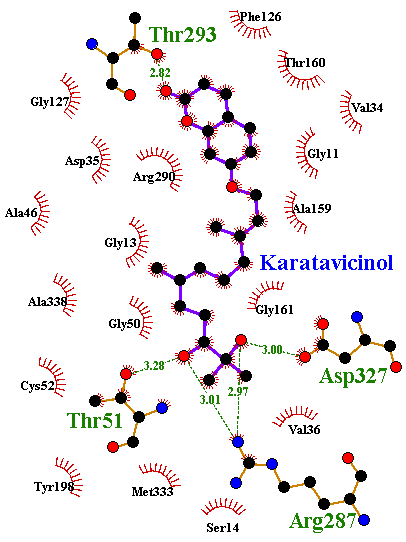 Phe126
Thr293
Thr160
2.82
Gly127
Val34
Asp35
Arg290
Gly11
Ala46
Ala159
Gly13
Karatavicinol
Ala338
Gly161
Gly50
3.28
3.00
Cys52
Asp327
3.01
2.97
Thr51
Val36
Tyr198
Met333
Arg287
Ser14